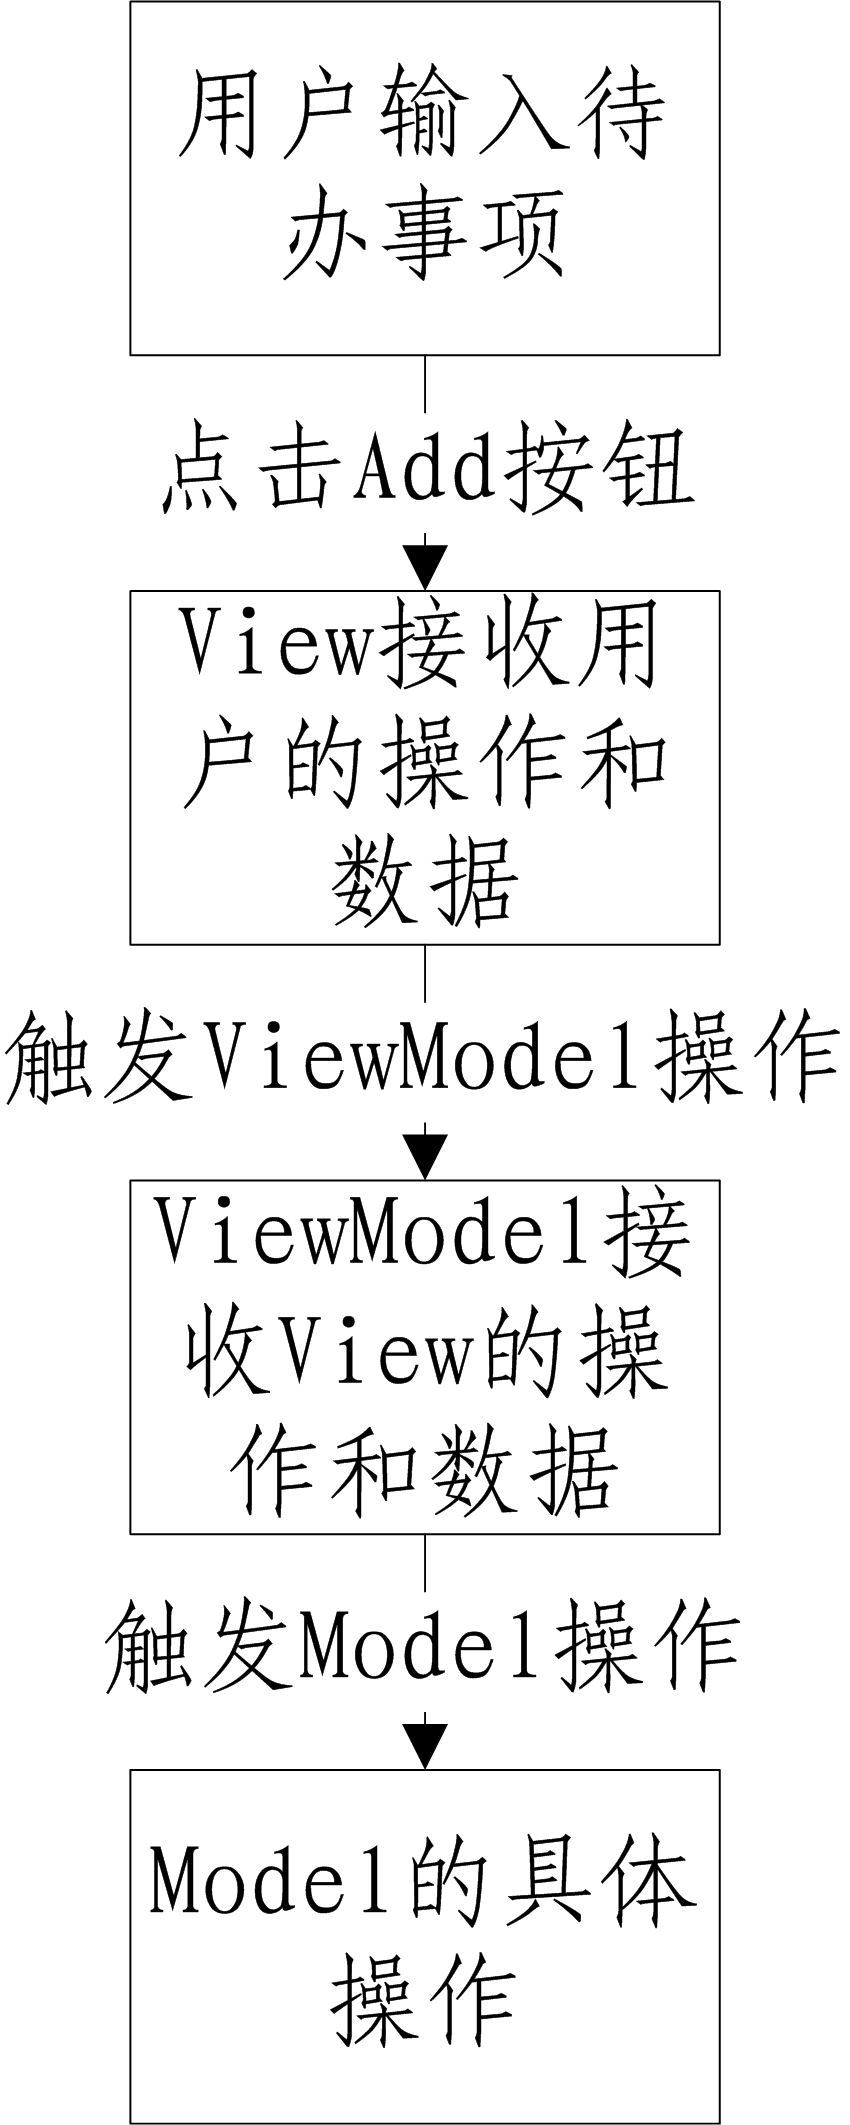 用户输入待
办事项
点击Add按钮
View接收用
户的操作和
数据
触发ViewModel操作
ViewModel接
收View的操
作和数据
触发Model操作
Model的具体
操作